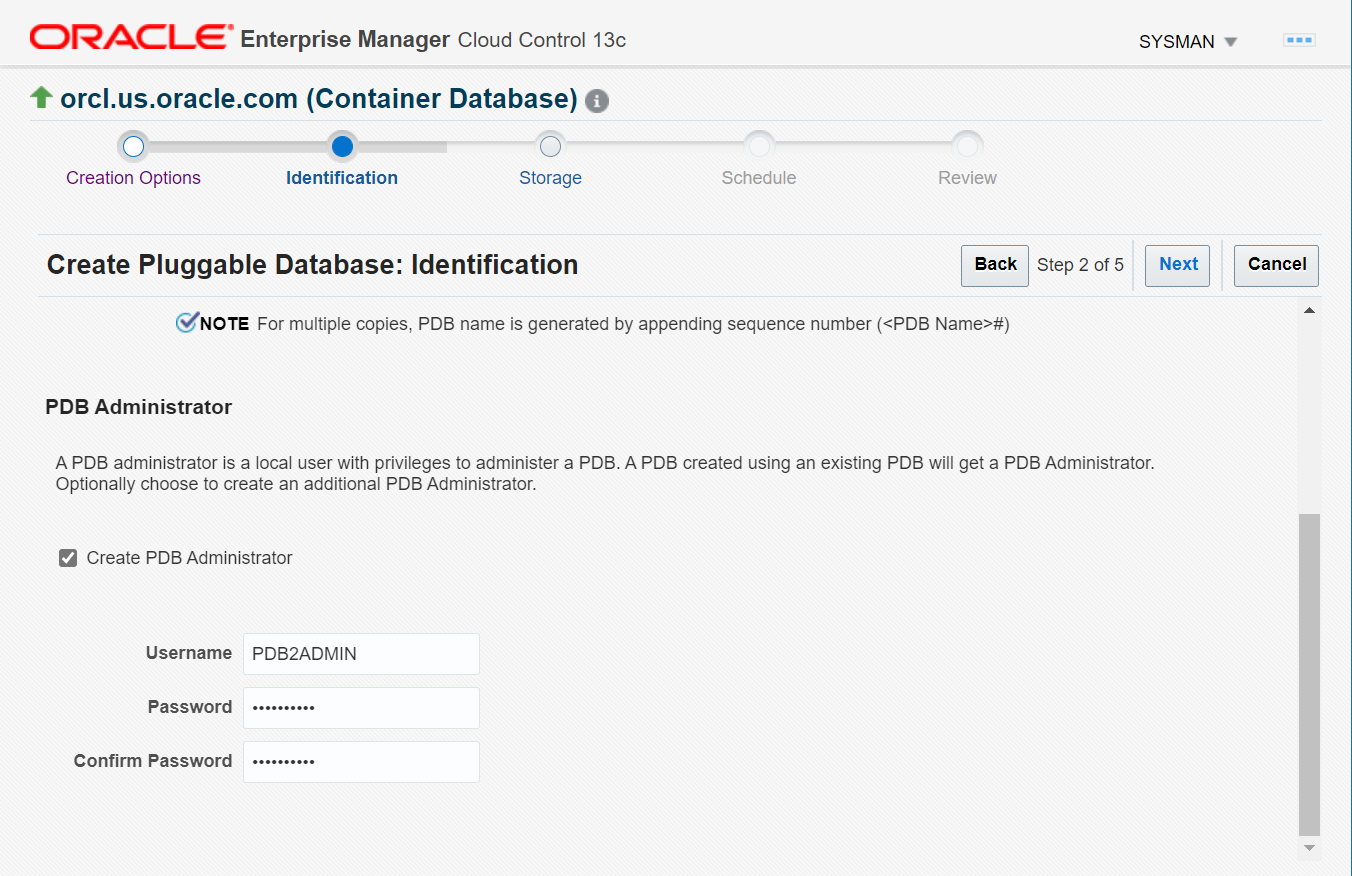 ORACLE Enterprise Manager Cloud Control 13c
SYSMAN
orcl.us.oracle.com (Container Database)
Creation Options
Identification
Storage
Schedule
Review
Create Pluggable Database: Identification
Back Step 2 of 5 Next Cancel
NOTE For multiple copies, PDB name is generated by appending sequence number (<PDB Name>#)
PDB Administrator
A PDB administrator is a local user with privileges to administer a PDB. A PDB created using an existing PDB will get a PDB Administrator.
Optionally choose to create an additional PDB Administrator.
Create PDB Administrator
Username PDB2ADMIN
Password ••••••••••
Confirm Password ••••••••••